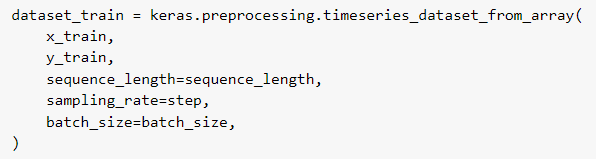 dataset_train = keras.preprocessing.timeseries_dataset_from_array(
    x_train,
    y_train,
    sequence_length=sequence_length,
    sampling_rate=step,
    batch_size=batch_size,
)